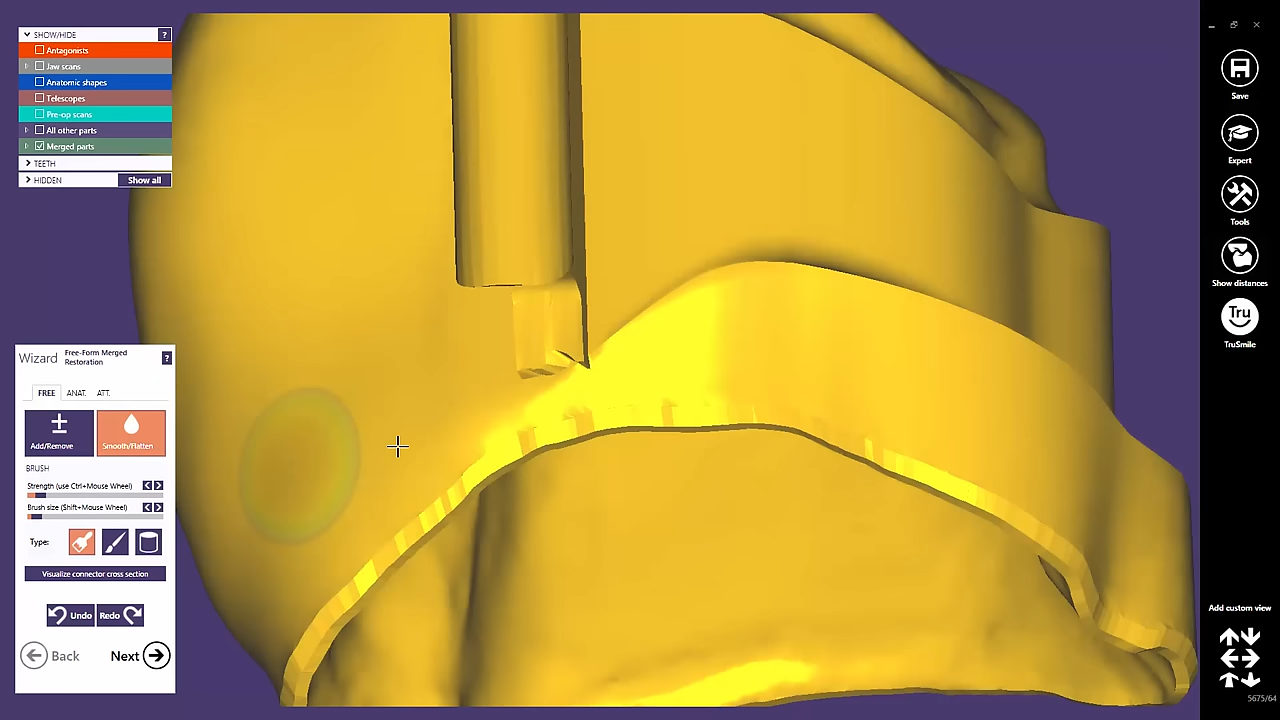 SHOW/HIDE ?
Antagonists
Jaw scans
Anatomic shapes
Telescopes
Pre-op scans
All other parts
Merged parts
TEETH
HIDDEN Show all
Save
Expert
Tools
Show distances
Tru
TruSmile
Wizard Free-Form Merged Restoration ?
FREE ANAT. ATT.
Add/Remove Smooth/Flatten
BRUSH
Strength (use Ctrl+Mouse Wheel)
Brush size (Shift+Mouse Wheel)
Type:
Visualize connector cross section
Undo Redo
Back Next
Add custom view
5675/64